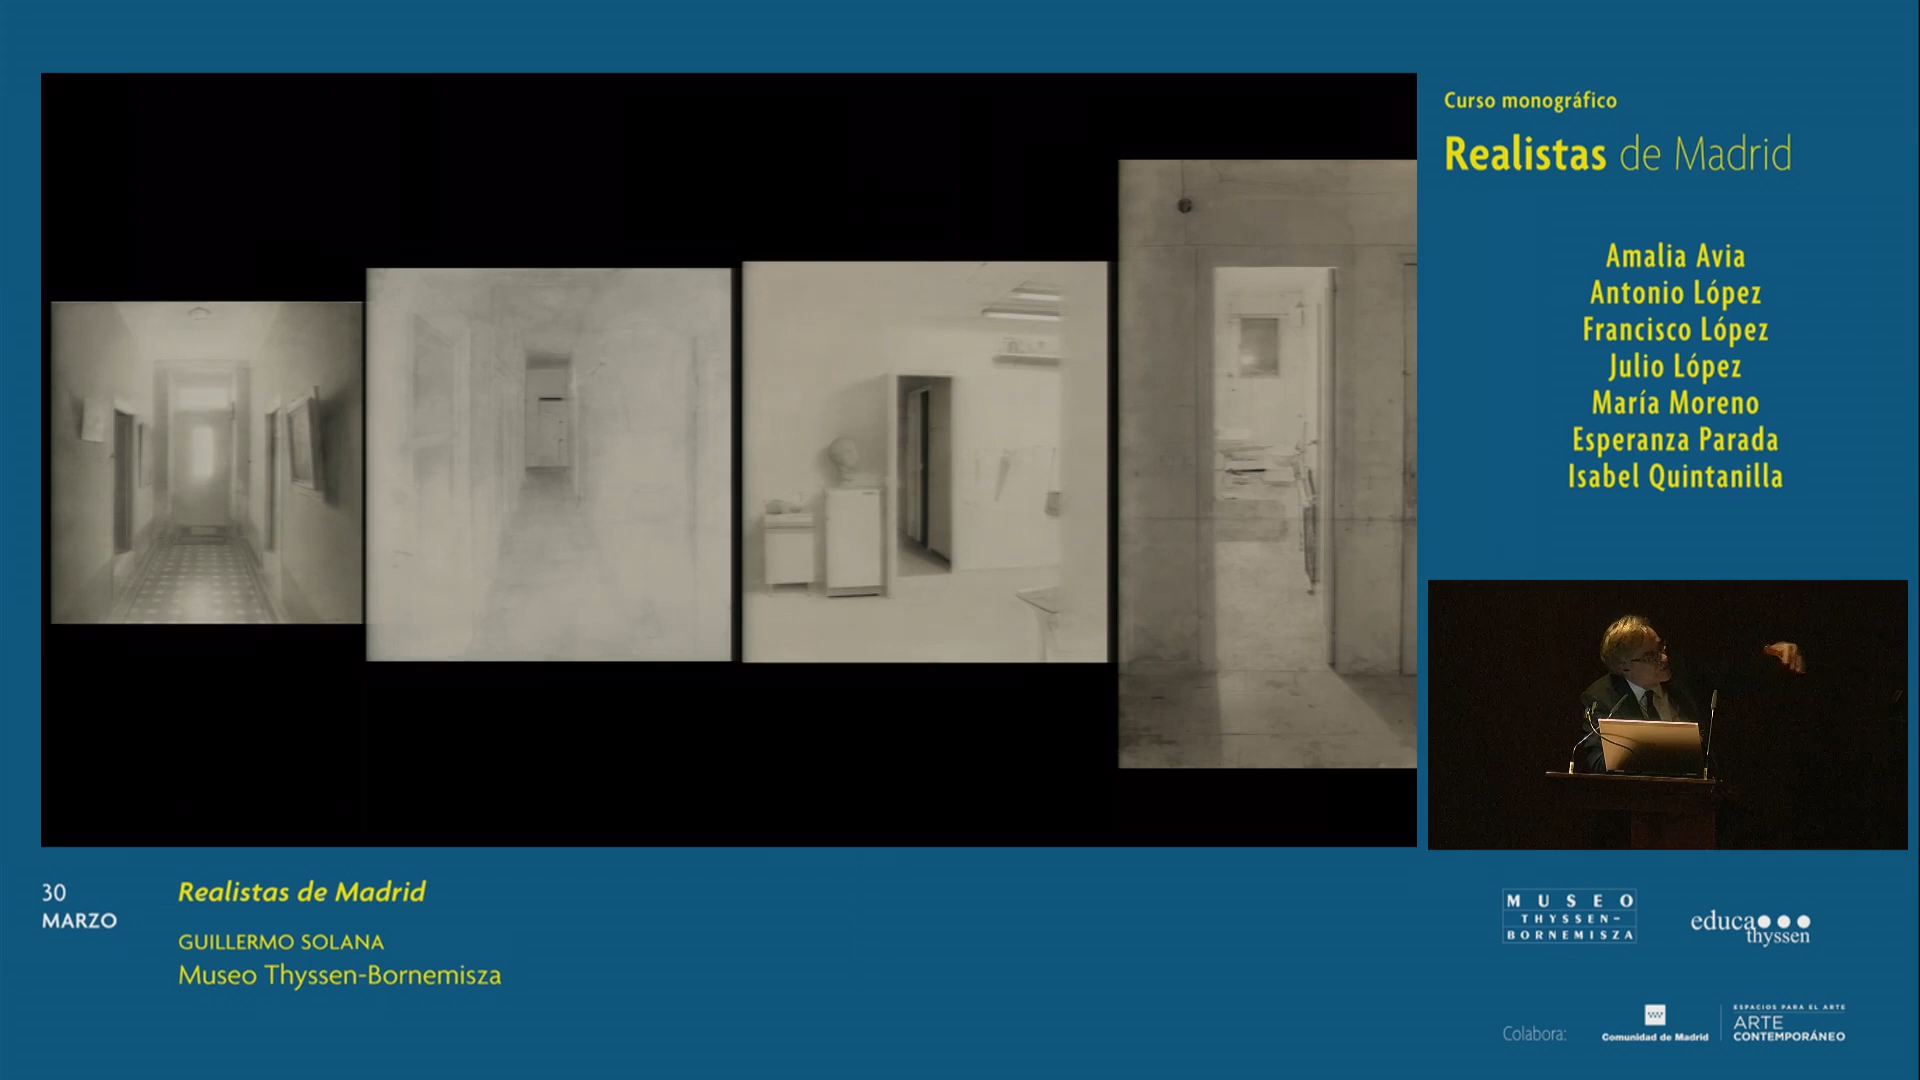 Curso monográfico
Realistas de Madrid
Amalia Avia
Antonio López
Francisco López
Julio López
María Moreno
Esperanza Parada
Isabel Quintanilla
30
MARZO
Realistas de Madrid
GUILLERMO SOLANA
Museo Thyssen-Bornemisza
MUSEO
THYSSEN-
BORNEMISZA
educa
thyssen
Colabora:
Comunidad de Madrid
ESPACIOS PARA EL ARTE
ARTE
CONTEMPORÁNEO